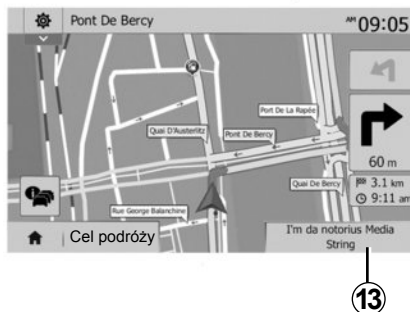 Pont De Bercy
AM 09:05
Port De La Rapée
Quai D'Austerlitz
Pont De Bercy
60 m
Quai De Bercy
3.1 km
9:11 am
Rue George Balanchine
Cel podróży
I'm da notorius Media
String
13